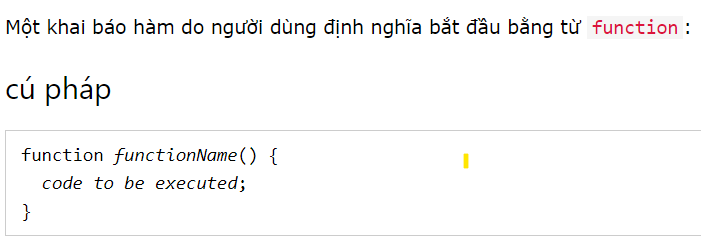 Một khai báo hàm do người dùng định nghĩa bắt đầu bằng từ function:
cú pháp
function functionName() {
  code to be executed;
}